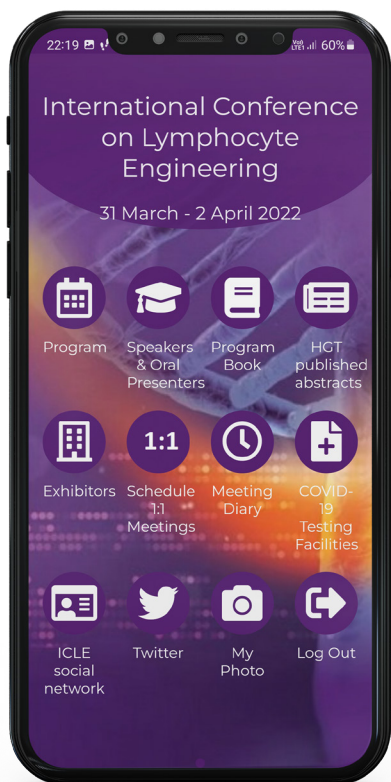 22:19
VoD
LTE1 60%
International Conference
on Lymphocyte
Engineering
31 March - 2 April 2022
Program
Speakers
& Oral
Presenters
Program
Book
HGT
published
abstracts
Exhibitors
1:1
Schedule
1:1
Meetings
Meeting
Diary
COVID-
19
Testing
Facilities
ICLE
social
network
Twitter
My
Photo
Log Out